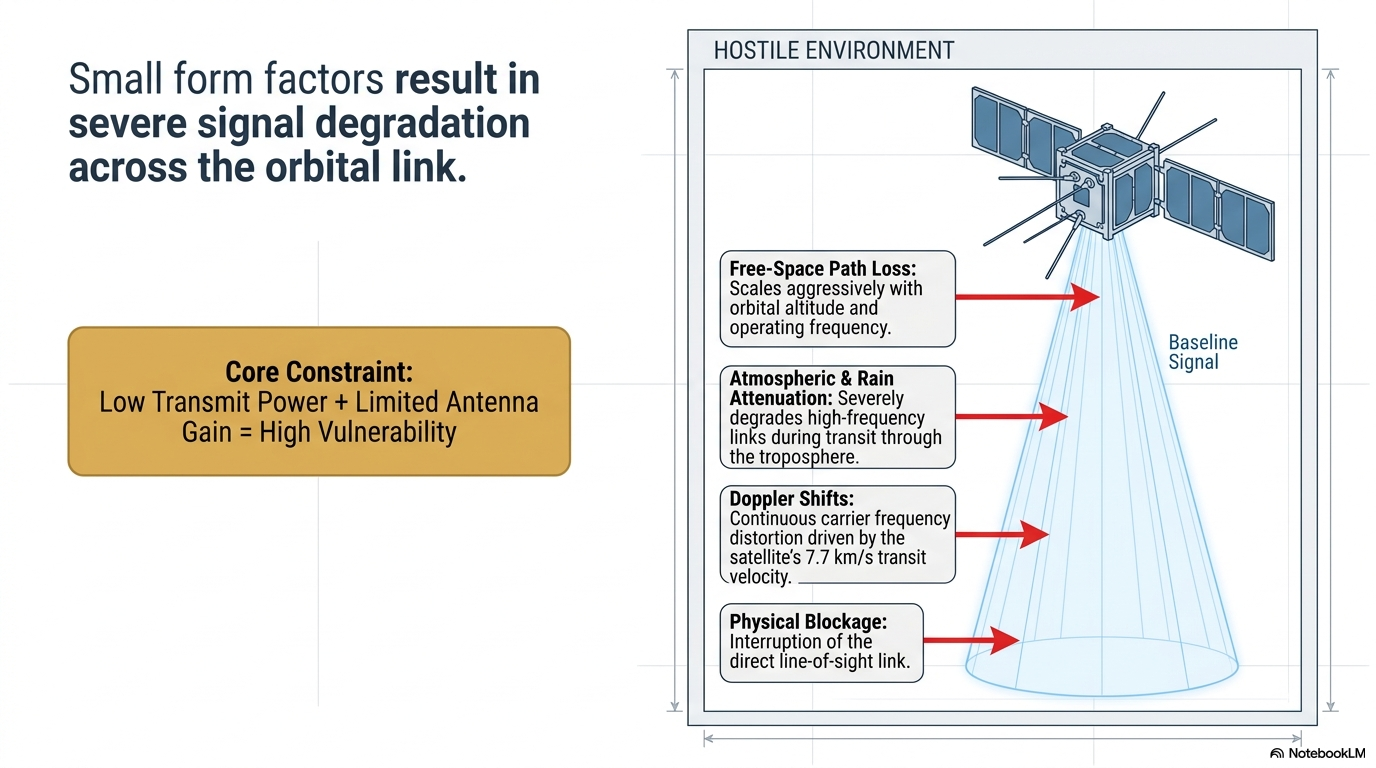 Small form factors result in
severe signal degradation
across the orbital link.
Core Constraint:
Low Transmit Power + Limited Antenna
Gain = High Vulnerability
HOSTILE ENVIRONMENT
Free-Space Path Loss:
Scales aggressively with
orbital altitude and
operating frequency.
Atmospheric & Rain
Attenuation: Severely
degrades high-frequency
links during transit through
the troposphere.
Doppler Shifts:
Continuous carrier frequency
distortion driven by the
satellite's 7.7 km/s transit
velocity.
Physical Blockage:
Interruption of the
direct line-of-sight link.
Baseline
Signal
NotebookLM